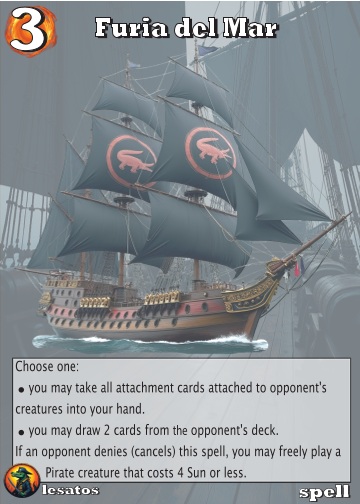 3 Furia del Mar
Choose one:
• you may take all attachment cards attached to opponent's
creatures into your hand.
• you may draw 2 cards from the opponent's deck.
If an opponent denies (cancels) this spell, you may freely play a
Pirate creature that costs 4 Sun or less.
lesatos spell